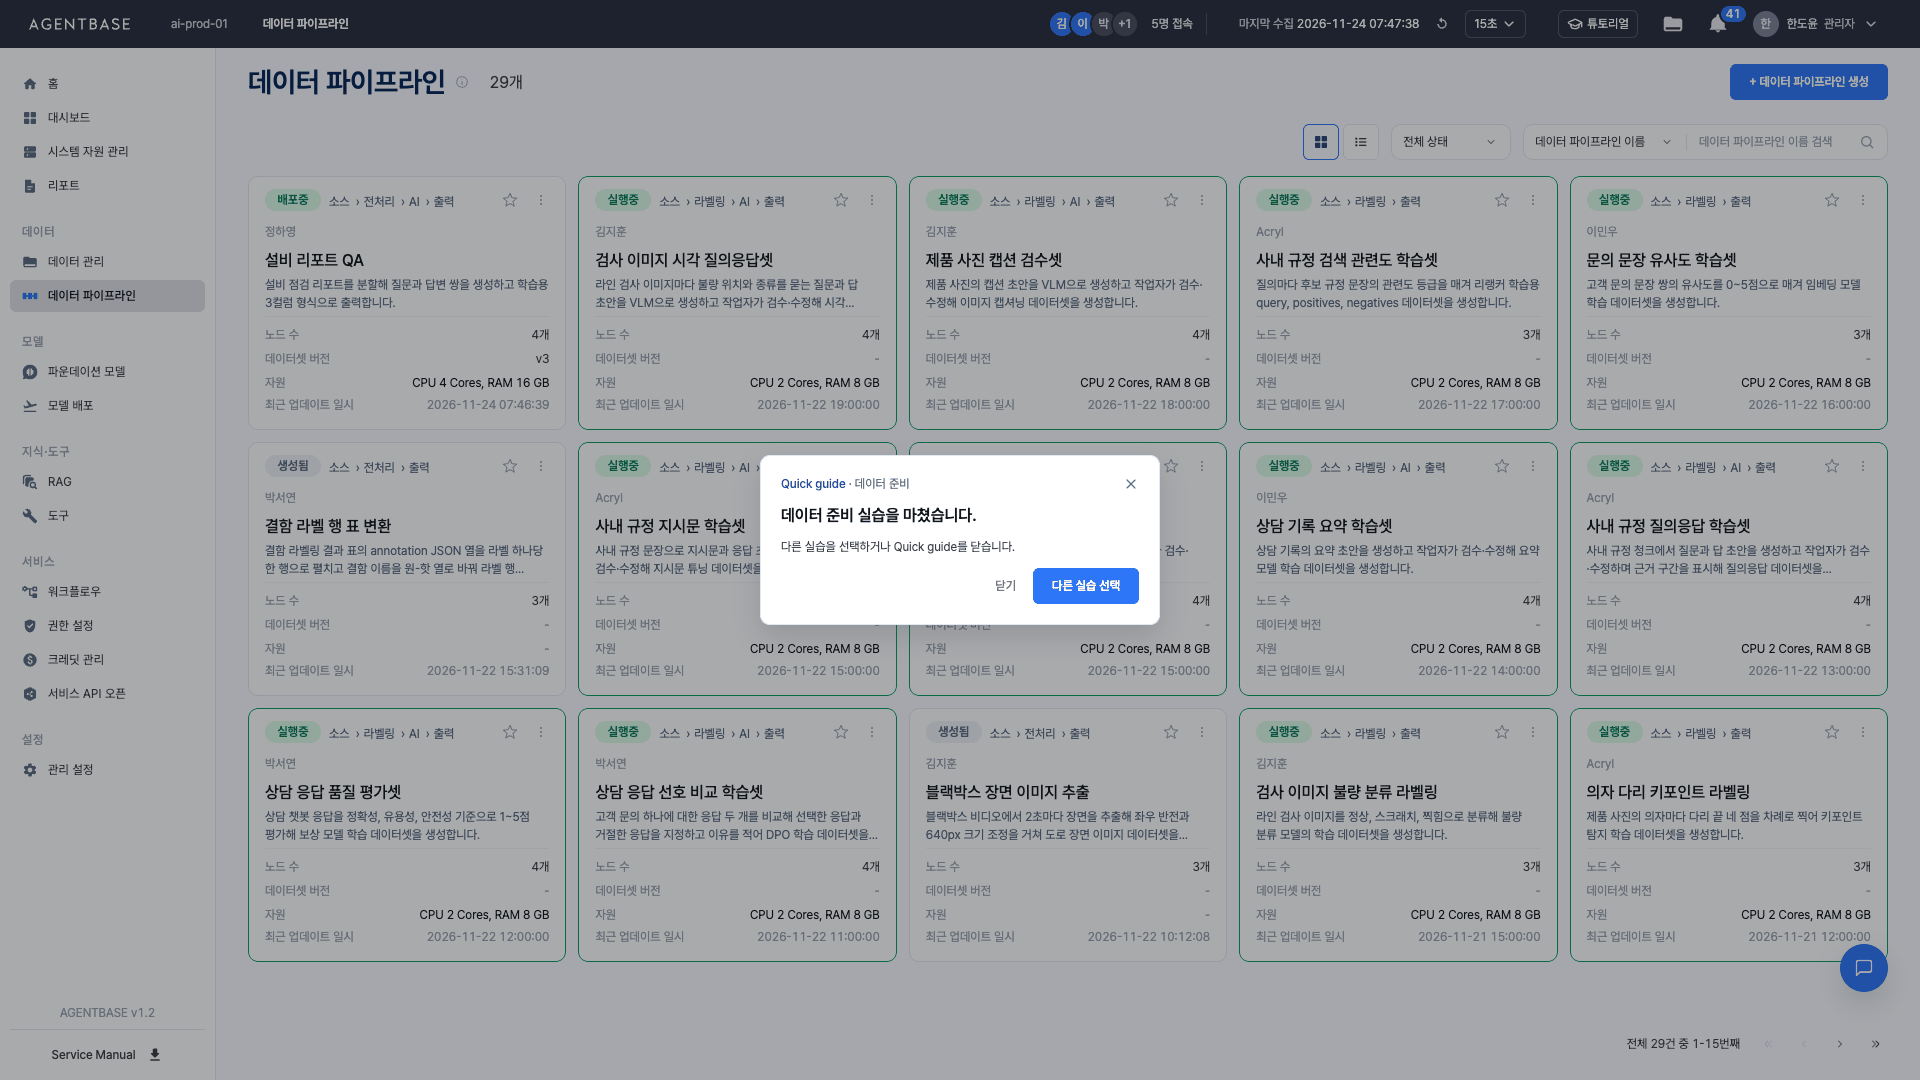 AGENTBASE
ai-prod-01
데이터 파이프라인
김 이 박 +1 5명 접속
마지막 수집 2026-11-24 07:47:38
15초
튜토리얼
41
한 한도윤 관리자
홈
대시보드
시스템 자원 관리
리포트
데이터
데이터 관리
데이터 파이프라인
모델
파운데이션 모델
모델 배포
지식·도구
RAG
도구
서비스
워크플로우
권한 설정
크레딧 관리
서비스 API 오픈
설정
관리 설정
AGENTBASE v1.2
Service Manual
데이터 파이프라인 29개
+ 데이터 파이프라인 생성
전체 상태
데이터 파이프라인 이름
데이터 파이프라인 이름 검색
배포중 소스 › 전처리 › AI › 출력
정하영
설비 리포트 QA
설비 점검 리포트를 분할해 질문과 답변 쌍을 생성하고 학습용
3컬럼 형식으로 출력합니다.
노드 수 4개
데이터셋 버전 v3
자원 CPU 4 Cores, RAM 16 GB
최근 업데이트 일시 2026-11-24 07:46:39
실행중 소스 › 라벨링 › AI › 출력
김지훈
검사 이미지 시각 질의응답셋
라인 검사 이미지마다 불량 위치와 종류를 묻는 질문과 답
초안을 VLM으로 생성하고 작업자가 검수·수정해 시각...
노드 수 4개
데이터셋 버전 -
자원 CPU 2 Cores, RAM 8 GB
최근 업데이트 일시 2026-11-22 19:00:00
실행중 소스 › 라벨링 › AI › 출력
김지훈
제품 사진 캡션 검수셋
제품 사진의 캡션 초안을 VLM으로 생성하고 작업자가 검수·
수정해 이미지 캡셔닝 데이터셋을 생성합니다.
노드 수 4개
데이터셋 버전 -
자원 CPU 2 Cores, RAM 8 GB
최근 업데이트 일시 2026-11-22 18:00:00
실행중 소스 › 라벨링 › 출력
Acryl
사내 규정 검색 관련도 학습셋
질의마다 후보 규정 문장의 관련도 등급을 매겨 리랭커 학습용
query, positives, negatives 데이터셋을 생성합니다.
노드 수 3개
데이터셋 버전 -
자원 CPU 2 Cores, RAM 8 GB
최근 업데이트 일시 2026-11-22 17:00:00
실행중 소스 › 라벨링 › 출력
이민우
문의 문장 유사도 학습셋
고객 문의 문장 쌍의 유사도를 0~5점으로 매겨 임베딩 모델
학습 데이터셋을 생성합니다.
노드 수 3개
데이터셋 버전 -
자원 CPU 2 Cores, RAM 8 GB
최근 업데이트 일시 2026-11-22 16:00:00
생성됨 소스 › 전처리 › 출력
박서연
결함 라벨 행 표 변환
결함 라벨링 결과 표의 annotation JSON 열을 라벨 하나당
한 행으로 펼치고 결함 이름을 원-핫 열로 바꿔 라벨 행...
노드 수 3개
데이터셋 버전 -
자원 -
최근 업데이트 일시 2026-11-22 15:31:09
실행중 소스 › 라벨링 › AI ›
Acryl
사내 규정 지시문 학습셋
사내 규정 문장으로 지시문과 응답
검수·수정해 지시문 튜닝 데이터셋을
노드 수
데이터셋 버전 -
자원 CPU 2 Cores, RAM 8 GB
최근 업데이트 일시 2026-11-22 15:00:00
검수·
4개
데이터셋 버전 -
자원 CPU 2 Cores, RAM 8 GB
최근 업데이트 일시 2026-11-22 15:00:00
실행중 소스 › 라벨링 › AI › 출력
이민우
상담 기록 요약 학습셋
상담 기록의 요약 초안을 생성하고 작업자가 검수·수정해 요약
모델 학습 데이터셋을 생성합니다.
노드 수 4개
데이터셋 버전 -
자원 CPU 2 Cores, RAM 8 GB
최근 업데이트 일시 2026-11-22 14:00:00
실행중 소스 › 라벨링 › AI › 출력
Acryl
사내 규정 질의응답 학습셋
사내 규정 청크에서 질문과 답 초안을 생성하고 작업자가 검수
·수정하며 근거 구간을 표시해 질의응답 데이터셋을...
노드 수 4개
데이터셋 버전 -
자원 CPU 2 Cores, RAM 8 GB
최근 업데이트 일시 2026-11-22 13:00:00
Quick guide · 데이터 준비
데이터 준비 실습을 마쳤습니다.
다른 실습을 선택하거나 Quick guide를 닫습니다.
닫기
다른 실습 선택
실행중 소스 › 라벨링 › AI › 출력
박서연
상담 응답 품질 평가셋
상담 챗봇 응답을 정확성, 유용성, 안전성 기준으로 1~5점
평가해 보상 모델 학습 데이터셋을 생성합니다.
노드 수 4개
데이터셋 버전 -
자원 CPU 2 Cores, RAM 8 GB
최근 업데이트 일시 2026-11-22 12:00:00
실행중 소스 › 라벨링 › AI › 출력
박서연
상담 응답 선호 비교 학습셋
고객 문의 하나에 대한 응답 두 개를 비교해 선택한 응답과
거절한 응답을 지정하고 이유를 적어 DPO 학습 데이터셋을...
노드 수 4개
데이터셋 버전 -
자원 CPU 2 Cores, RAM 8 GB
최근 업데이트 일시 2026-11-22 11:00:00
생성됨 소스 › 전처리 › 출력
김지훈
블랙박스 장면 이미지 추출
블랙박스 비디오에서 2초마다 장면을 추출해 좌우 반전과
640px 크기 조정을 거쳐 도로 장면 이미지 데이터셋을...
노드 수 3개
데이터셋 버전 -
자원 -
최근 업데이트 일시 2026-11-22 10:12:08
실행중 소스 › 라벨링 › 출력
김지훈
검사 이미지 불량 분류 라벨링
라인 검사 이미지를 정상, 스크래치, 찍힘으로 분류해 불량
분류 모델의 학습 데이터셋을 생성합니다.
노드 수 3개
데이터셋 버전 -
자원 CPU 2 Cores, RAM 8 GB
최근 업데이트 일시 2026-11-21 15:00:00
실행중 소스 › 라벨링 › 출력
Acryl
의자 다리 키포인트 라벨링
제품 사진의 의자마다 다리 끝 네 점을 차례로 찍어 키포인트
탐지 학습 데이터셋을 생성합니다.
노드 수 3개
데이터셋 버전 -
자원 CPU 2 Cores, RAM 8 GB
최근 업데이트 일시 2026-11-21 12:00:00
전체 29건 중 1-15번째